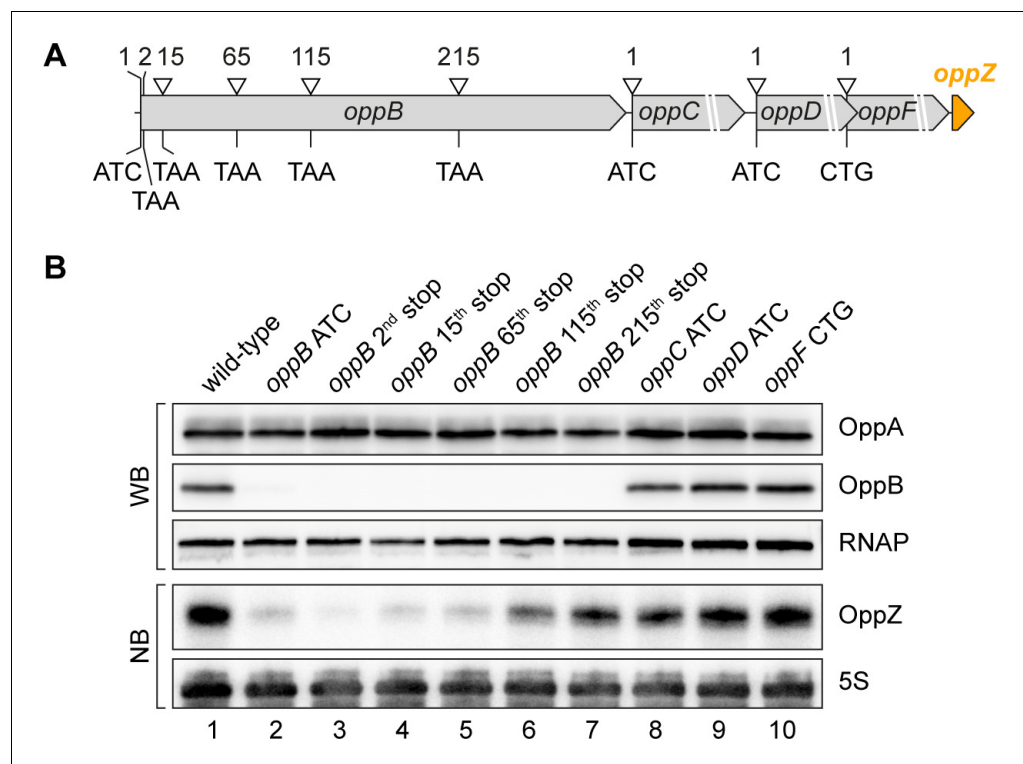 A
1 2 15 65 115 215 1 1 1 oppZ
oppB oppC oppD oppF
ATC TAA TAA TAA TAA ATC ATC CTG
TAA
B
wild-type
oppB ATC
oppB 2nd stop
oppB 15th stop
oppB 65th stop
oppB 115th stop
oppB 215th stop
oppC ATC
oppD ATC
oppF CTG
WB
OppA
OppB
RNAP
NB
OppZ
5S
1 2 3 4 5 6 7 8 9 10